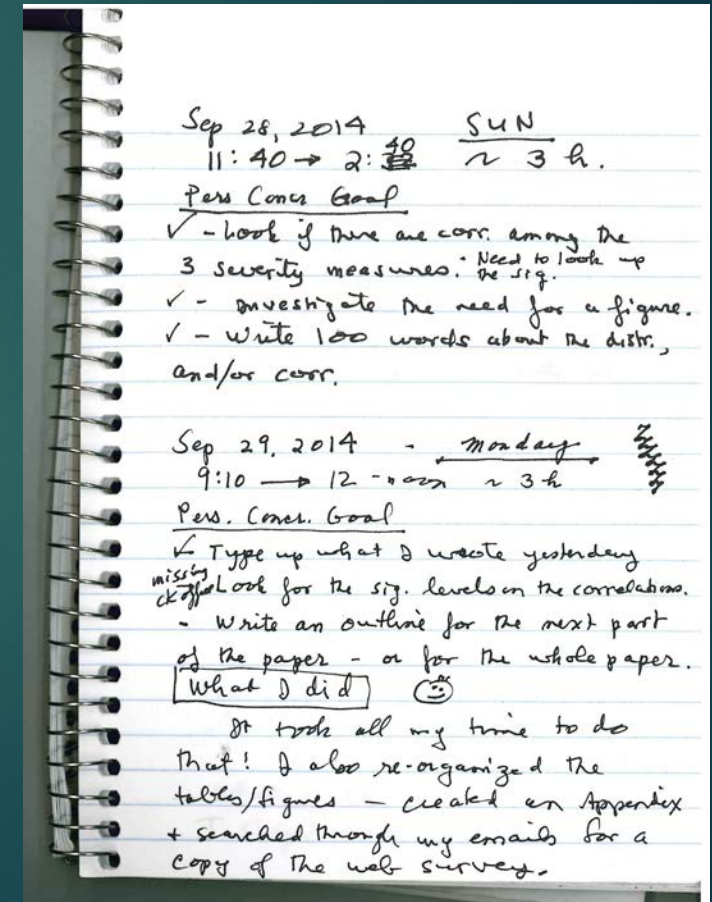 Sep 28, 2014 SUN
11:40 → 2:40 ~ 3 h.
Pers Concr Goal
✓ - Look if there are corr. among the
3 severity measures. · Need to look up the sig.
✓ - Investigate the need for a figure.
✓ - Write 100 words about the distr.,
and/or corr.
Sep 29, 2014 - Monday
9:10 → 12 - noon ~ 3 h
Pers. Concr. Goal
✓ Type up what I wrote yesterday
missing ck off Look for the sig. levels on the correlations.
- Write an outline for the next part
of the paper - or for the whole paper.
What I did
It took all my time to do
that! I also re-organized the
tables/figures — created an Appendix
+ searched through my emails for a
copy of the web survey.